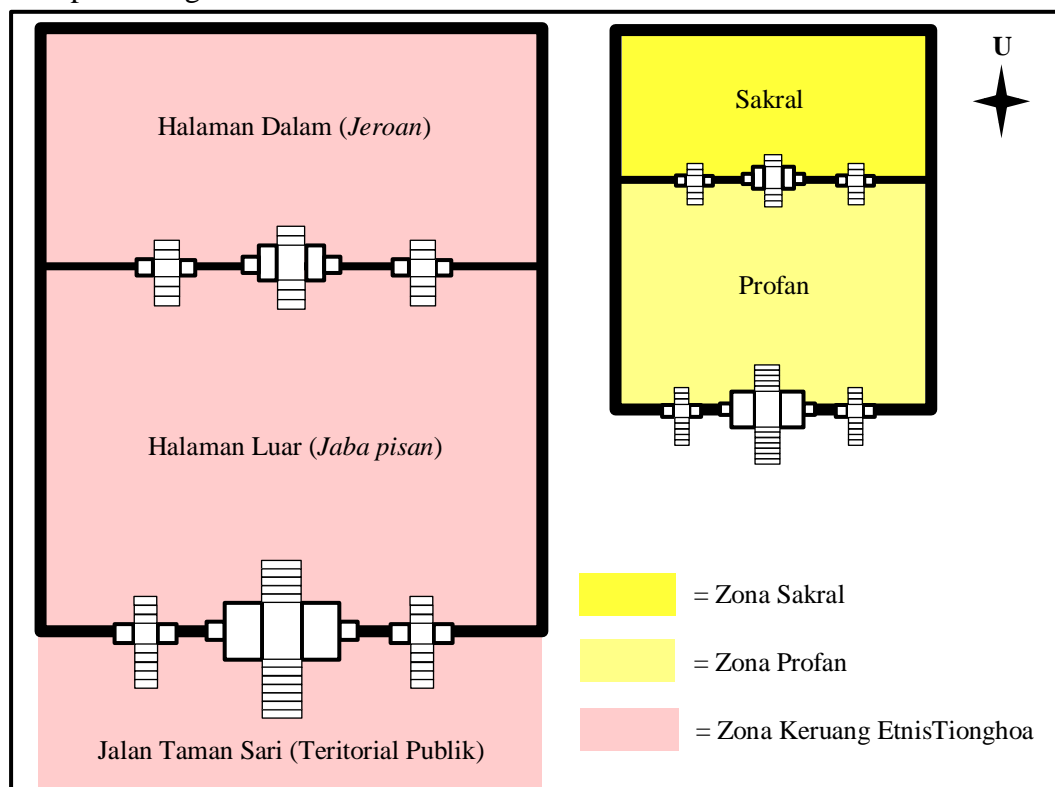 Halaman Dalam (Jeroan)
Halaman Luar (Jaba pisan)
Jalan Taman Sari (Teritorial Publik)
Sakral
Profan
U
= Zona Sakral
= Zona Profan
= Zona Keruang EtnisTionghoa